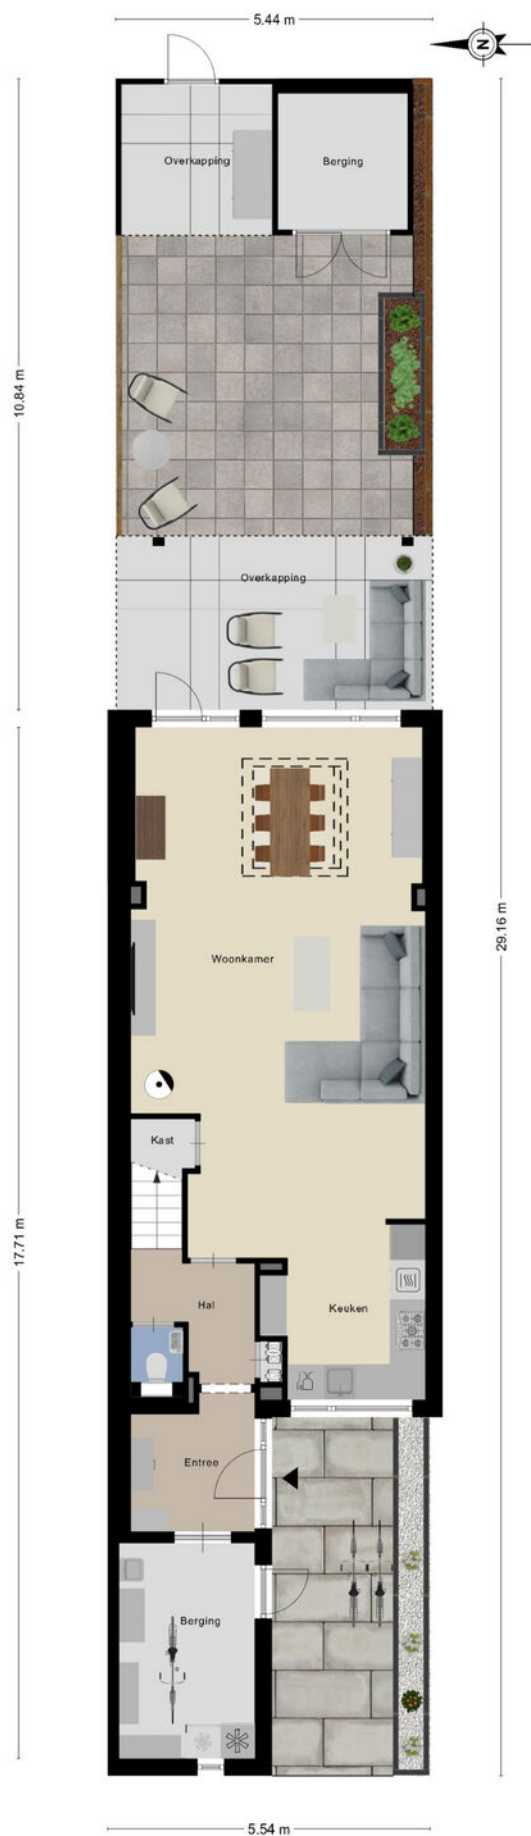 5.44 m
N
Overkapping
Berging
10.84 m
Overkapping
29.16 m
Woonkamer
Kast
17.71 m
Hal
Keuken
Entree
Berging
5.54 m